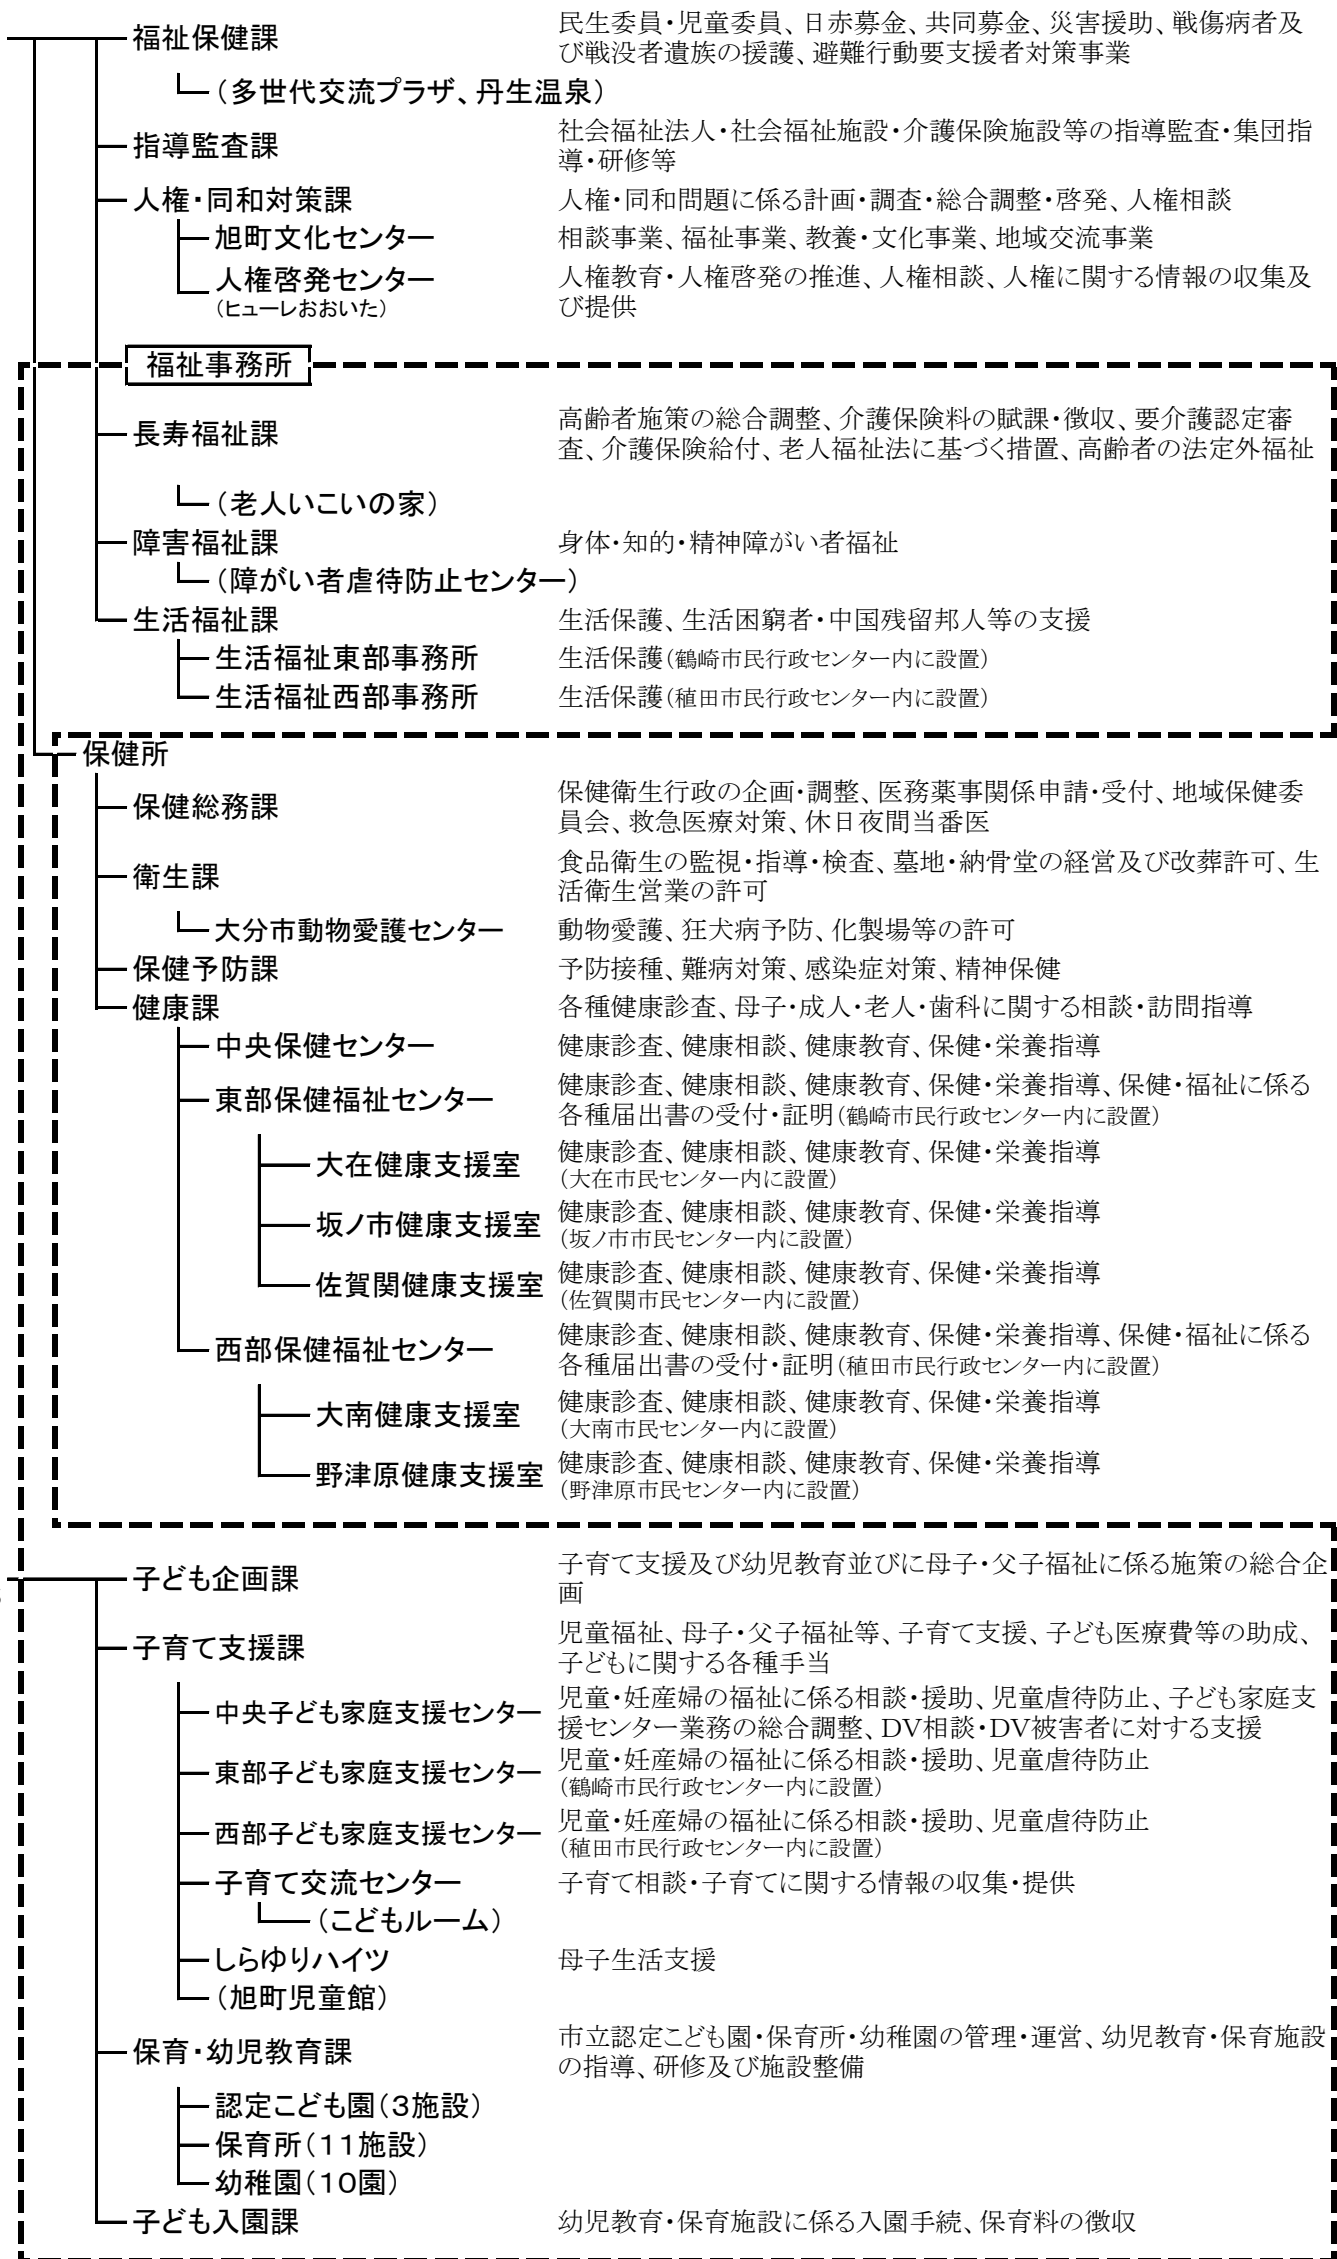 福祉保健課
民生委員・児童委員、日赤募金、共同募金、災害援助、戦傷病者及
び戦没者遺族の援護、避難行動要支援者対策事業
（多世代交流プラザ、丹生温泉）
指導監査課
社会福祉法人・社会福祉施設・介護保険施設等の指導監査・集団指
導・研修等
人権・同和対策課
人権・同和問題に係る計画・調査・総合調整・啓発、人権相談
旭町文化センター
相談事業、福祉事業、教養・文化事業、地域交流事業
人権啓発センター
（ヒューレおおいた）
人権教育・人権啓発の推進、人権相談、人権に関する情報の収集及
び提供
福祉事務所
長寿福祉課
高齢者施策の総合調整、介護保険料の賦課・徴収、要介護認定審
査、介護保険給付、老人福祉法に基づく措置、高齢者の法定外福祉
（老人いこいの家）
障害福祉課
身体・知的・精神障がい者福祉
（障がい者虐待防止センター）
生活福祉課
生活保護、生活困窮者・中国残留邦人等の支援
生活福祉東部事務所
生活保護（鶴崎市民行政センター内に設置）
生活福祉西部事務所
生活保護（稙田市民行政センター内に設置）
保健所
保健総務課
保健衛生行政の企画・調整、医務薬事関係申請・受付、地域保健委
員会、救急医療対策、休日夜間当番医
衛生課
食品衛生の監視・指導・検査、墓地・納骨堂の経営及び改葬許可、生
活衛生営業の許可
大分市動物愛護センター
動物愛護、狂犬病予防、化製場等の許可
保健予防課
予防接種、難病対策、感染症対策、精神保健
健康課
各種健康診査、母子・成人・老人・歯科に関する相談・訪問指導
中央保健センター
健康診査、健康相談、健康教育、保健・栄養指導
東部保健福祉センター
健康診査、健康相談、健康教育、保健・栄養指導、保健・福祉に係る
各種届出書の受付・証明（鶴崎市民行政センター内に設置）
大在健康支援室
健康診査、健康相談、健康教育、保健・栄養指導
（大在市民センター内に設置）
坂ノ市健康支援室
健康診査、健康相談、健康教育、保健・栄養指導
（坂ノ市市民センター内に設置）
佐賀関健康支援室
健康診査、健康相談、健康教育、保健・栄養指導
（佐賀関市民センター内に設置）
西部保健福祉センター
健康診査、健康相談、健康教育、保健・栄養指導、保健・福祉に係る
各種届出書の受付・証明（稙田市民行政センター内に設置）
大南健康支援室
健康診査、健康相談、健康教育、保健・栄養指導
（大南市民センター内に設置）
野津原健康支援室
健康診査、健康相談、健康教育、保健・栄養指導
（野津原市民センター内に設置）
子ども企画課
子育て支援及び幼児教育並びに母子・父子福祉に係る施策の総合企
画
子育て支援課
児童福祉、母子・父子福祉等、子育て支援、子ども医療費等の助成、
子どもに関する各種手当
中央子ども家庭支援センター
児童・妊産婦の福祉に係る相談・援助、児童虐待防止、子ども家庭支
援センター業務の総合調整、DV相談・DV被害者に対する支援
東部子ども家庭支援センター
児童・妊産婦の福祉に係る相談・援助、児童虐待防止
（鶴崎市民行政センター内に設置）
西部子ども家庭支援センター
児童・妊産婦の福祉に係る相談・援助、児童虐待防止
（稙田市民行政センター内に設置）
子育て交流センター
子育て相談・子育てに関する情報の収集・提供
（こどもルーム）
しらゆりハイツ
母子生活支援
（旭町児童館）
保育・幼児教育課
市立認定こども園・保育所・幼稚園の管理・運営、幼児教育・保育施設
の指導、研修及び施設整備
認定こども園（３施設）
保育所（１１施設）
幼稚園（１０園）
子ども入園課
幼児教育・保育施設に係る入園手続、保育料の徴収